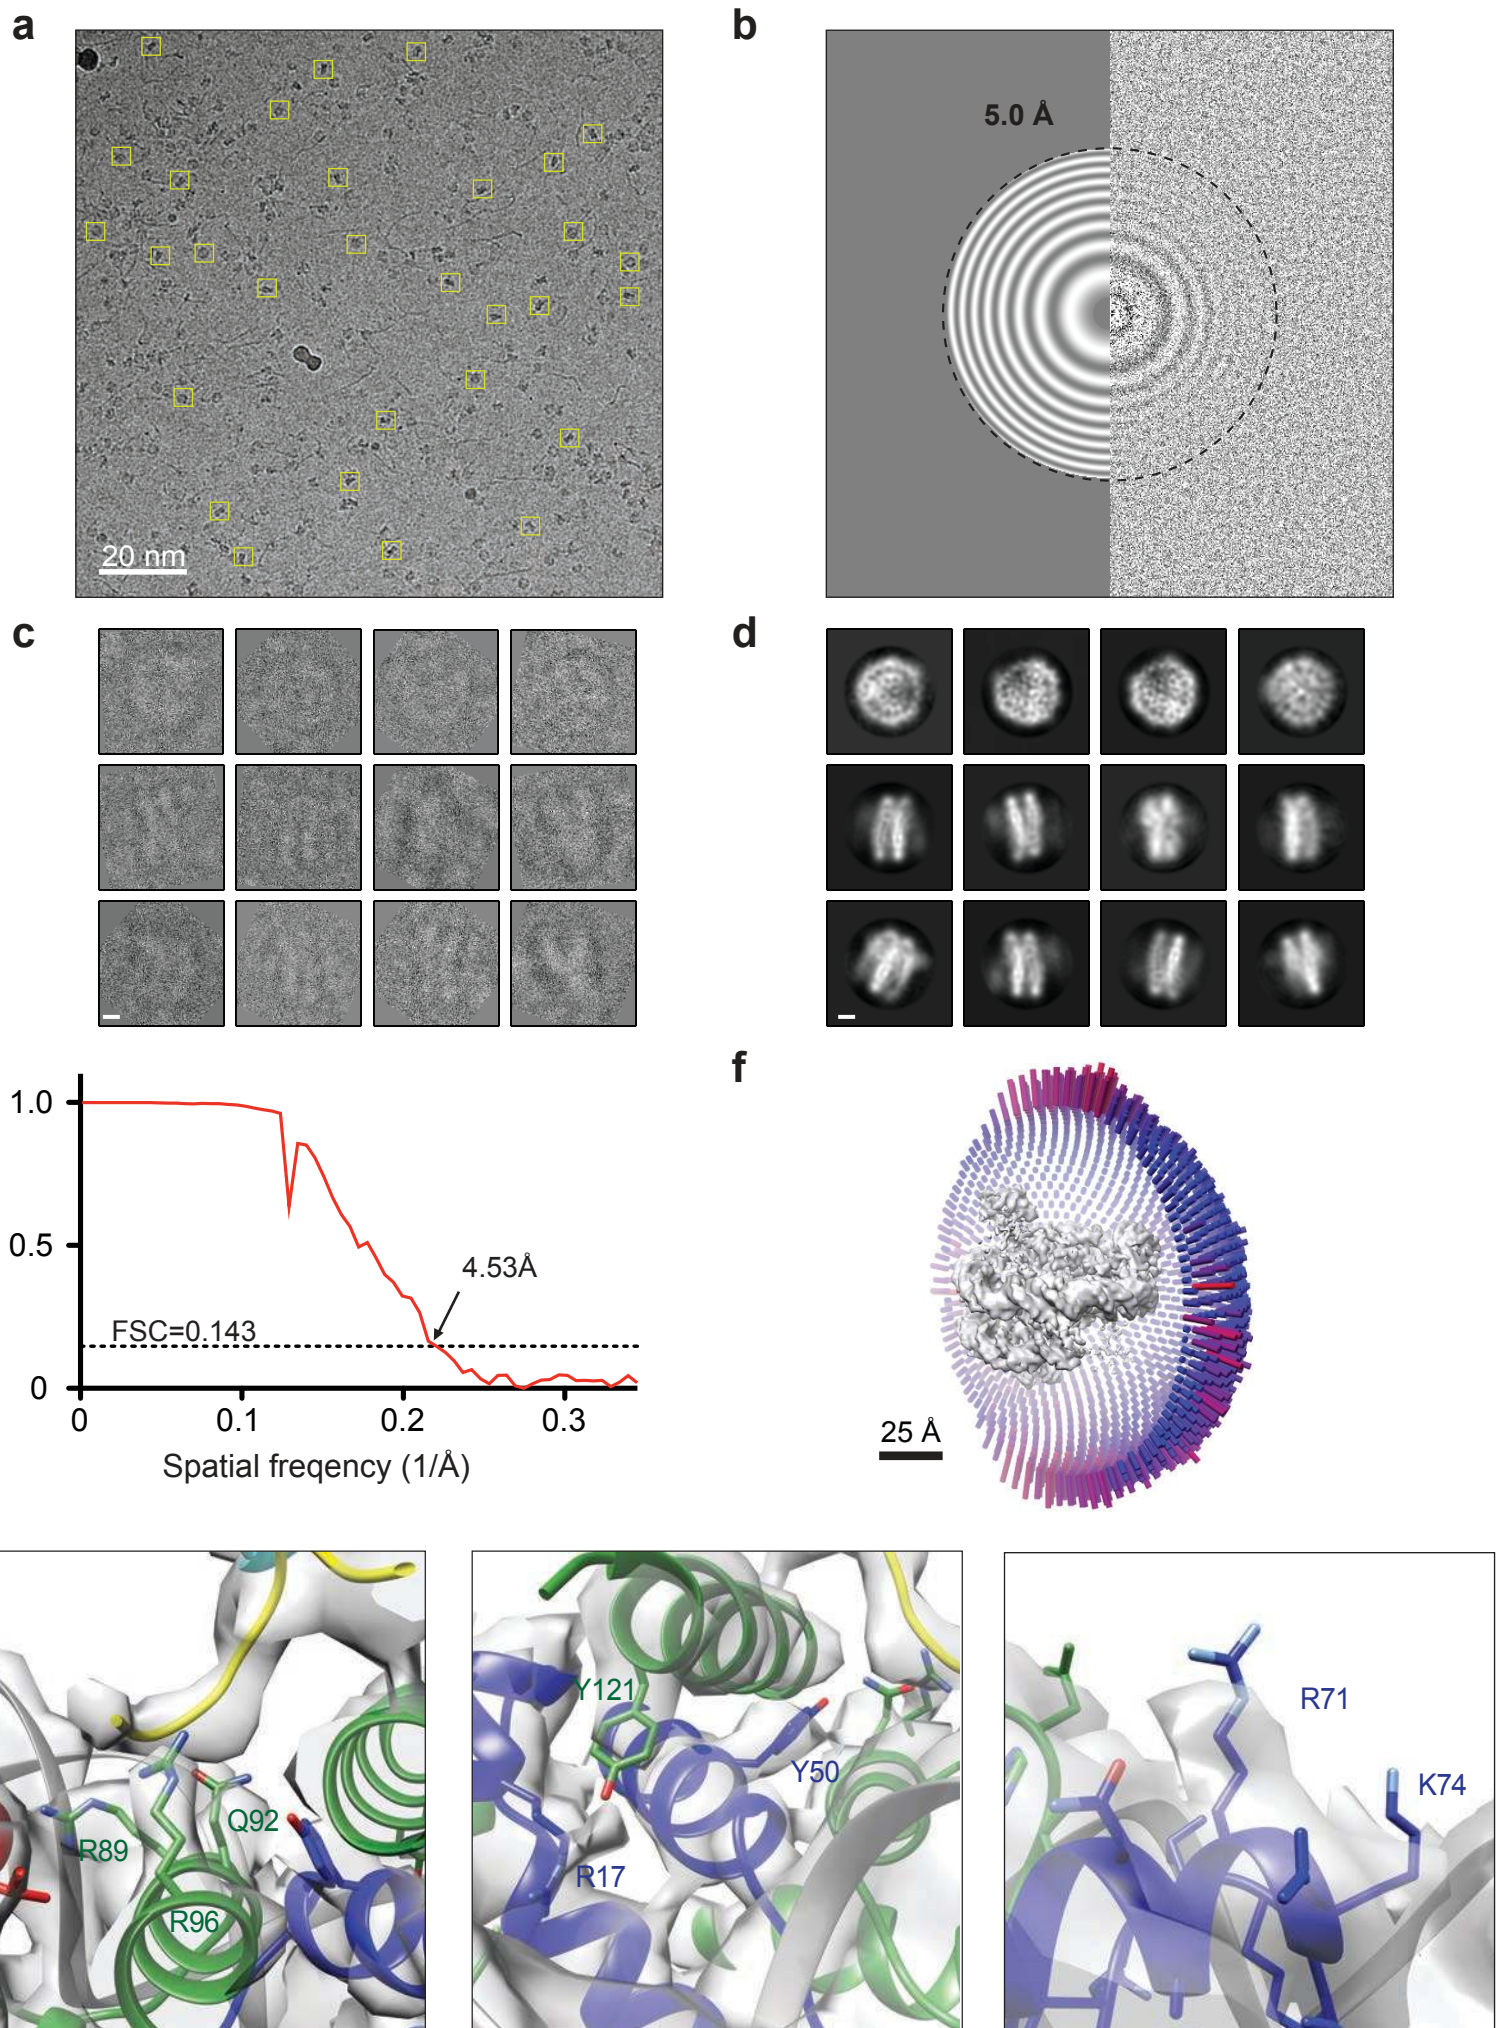 a
b
5.0 Å
20 nm
c
d
1.0
0.5
0
4.53Å
FSC=0.143
0
0.1
0.2
0.3
Spatial freqency (1/Å)
f
25 Å
R89
Q92
R96
Y121
Y50
R17
R71
K74